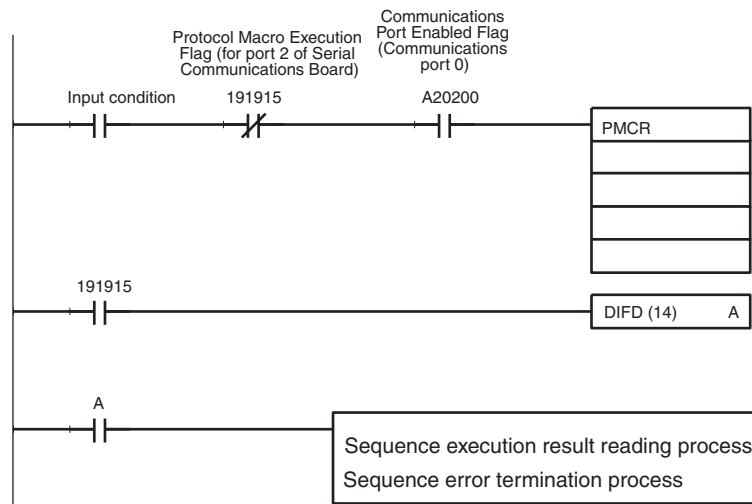 Communications
Port Enabled Flag
(Communications
port 0)
Protocol Macro Execution
Flag (for port 2 of Serial
Communications Board)
Input condition
191915
A20200
PMCR
191915
DIFD (14) A
A
Sequence execution result reading process
Sequence error termination process